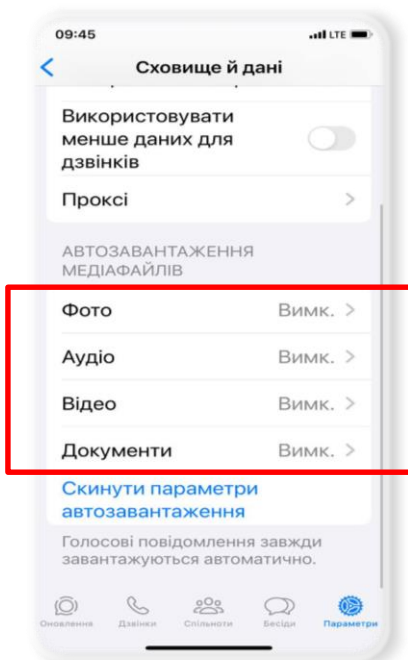 09:45
LTE
Сховище й дані
Використовувати
менше даних для
дзвінків
Проксі
АВТОЗАВАНТАЖЕННЯ
МЕДІАФАЙЛІВ
Фото Вимк.
Аудіо Вимк.
Відео Вимк.
Документи Вимк.
Скинути параметри
автозавантаження
Голосові повідомлення завжди
завантажуються автоматично.
Оновлення Дзвінки Спільноти Бесіди Параметри